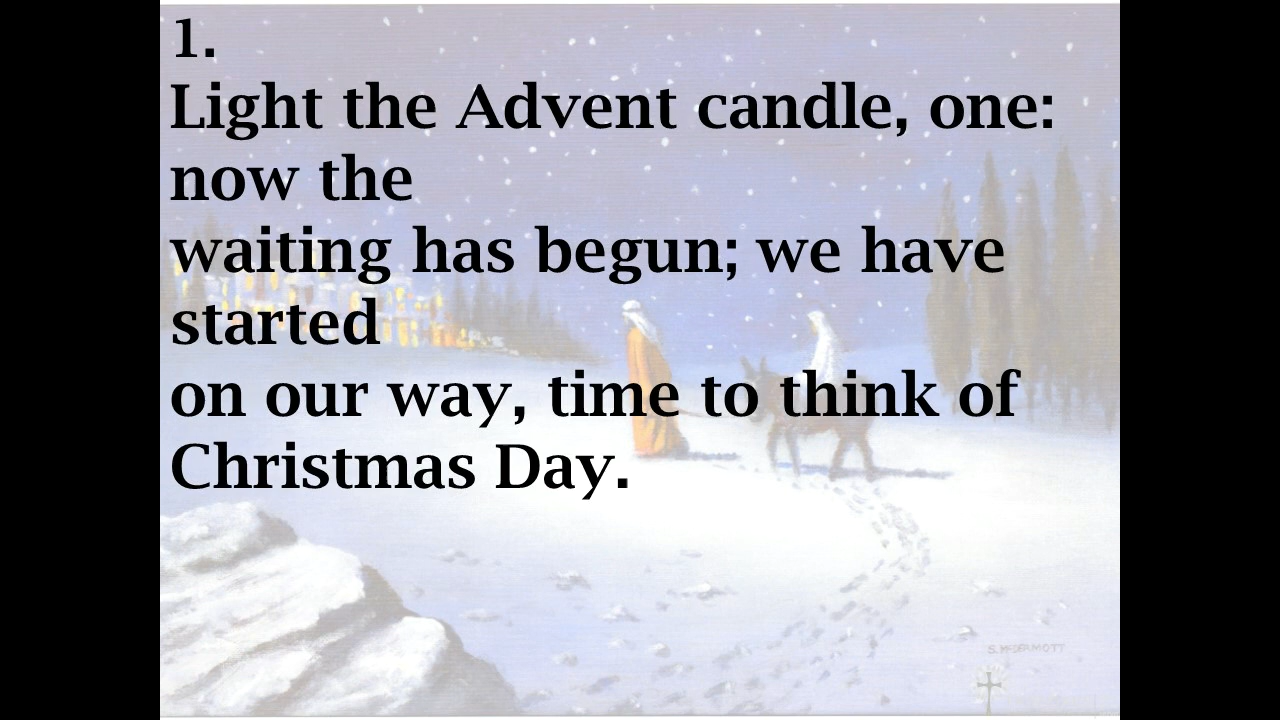 1.
Light the Advent candle, one:
now the
waiting has begun; we have
started
on our way, time to think of
Christmas Day.
S. McDERMOTT